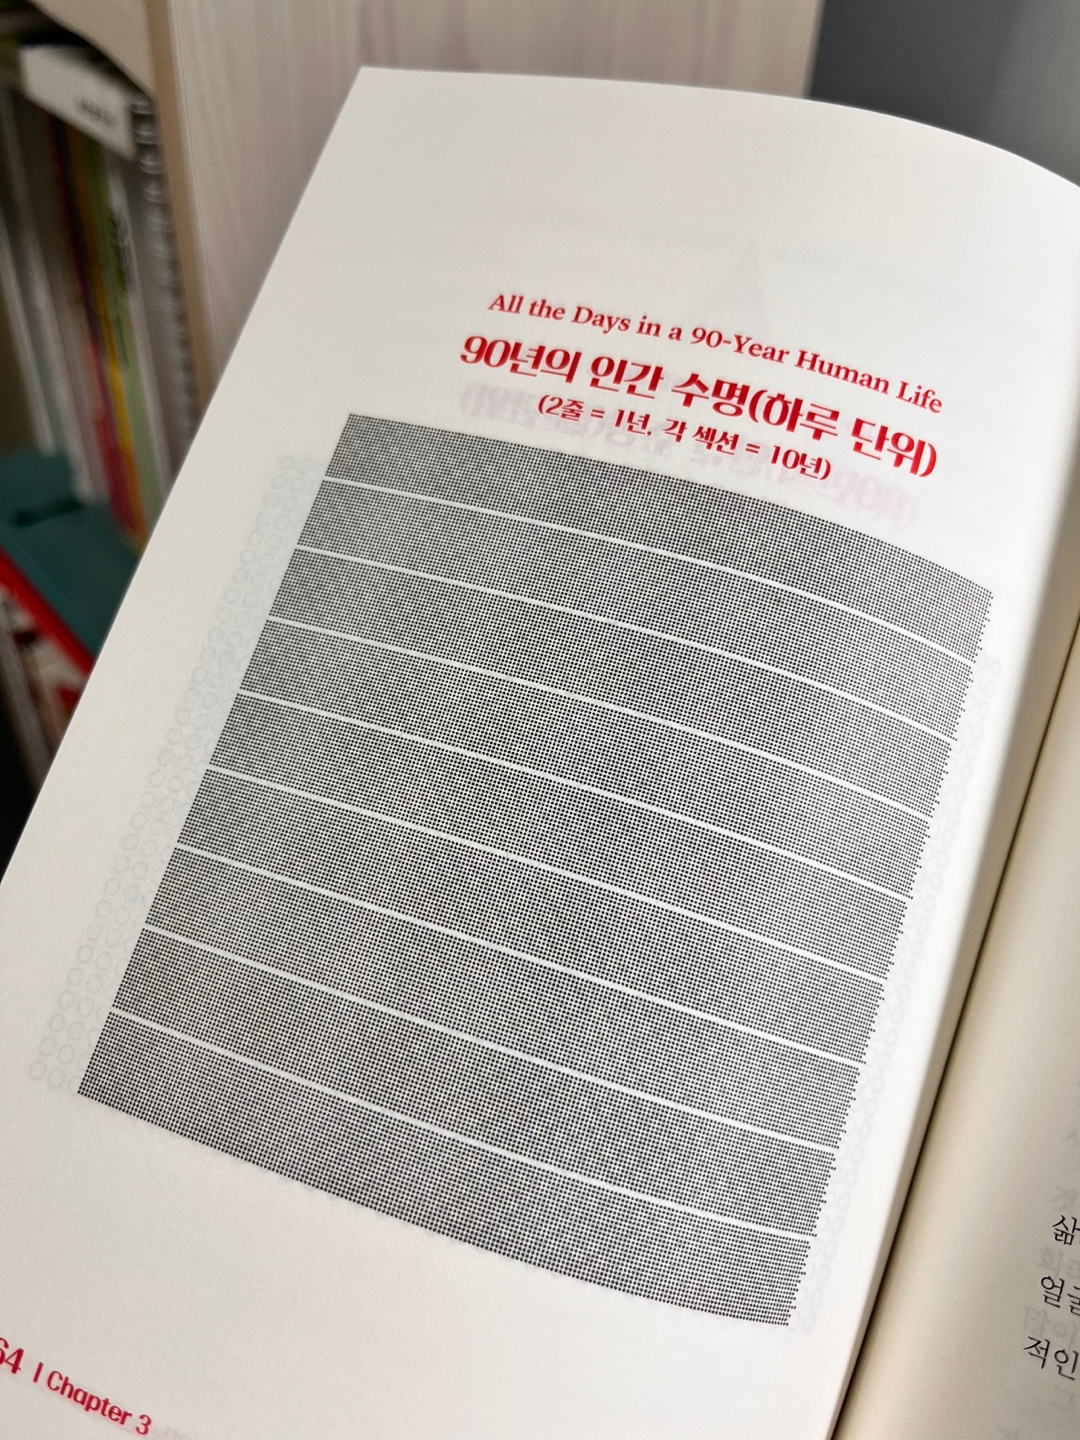 All the Days in a 90-Year Human Life
90년의 인간 수명(하루 단위)
(2줄 = 1년, 각 섹션 = 10년)
64 | Chapter 3
삶
얼굴
적인